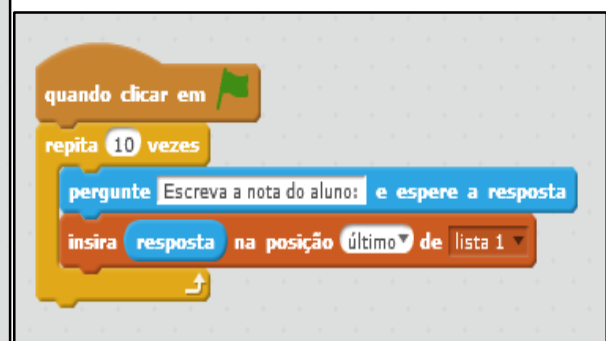 quando clicar em
repita 10 vezes
pergunte Escreva a nota do aluno: e espere a resposta
insira resposta na posição último de lista 1